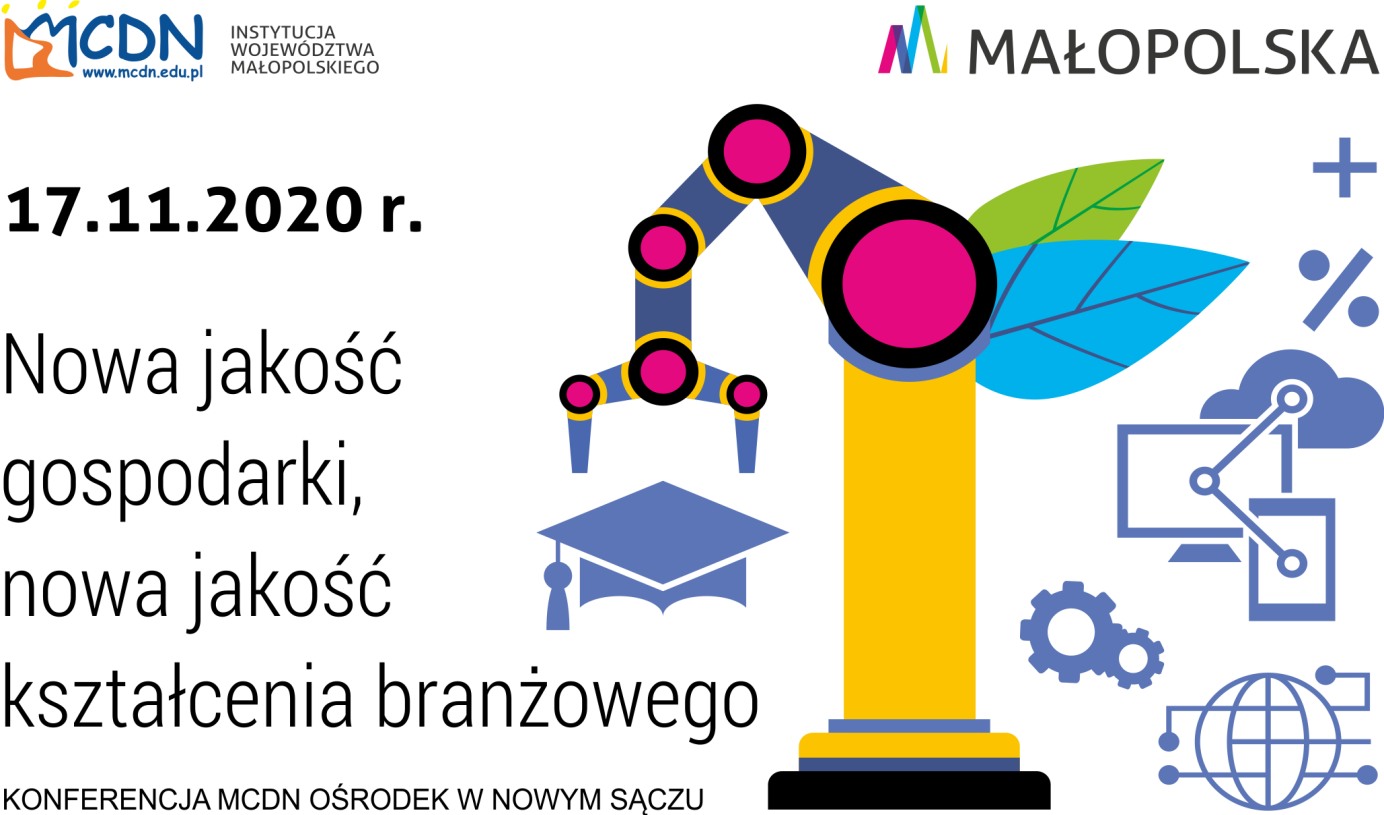 MCDN
www.mcdn.edu.pl
INSTYTUCJA
WOJEWÓDZTWA
MAŁOPOLSKIEGO
MAŁOPOLSKA
17.11.2020 r.
Nowa jakość
gospodarki,
nowa jakość
kształcenia branżowego
KONFERENCJA MCDN OŚRODEK W NOWYM SĄCZU